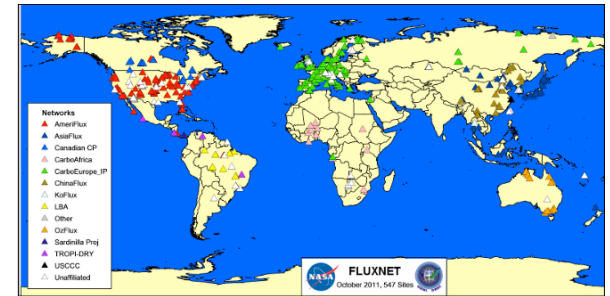 Networks
AmeriFlux
AsiaFlux
Canadian CP
CarboAfrica
CarboEurope_IP
ChinaFlux
KoFlux
LBA
Other
OzFlux
Sardinilla Prej
TROPI-DRY
USCCC
Unaffiliated
NASA
FLUXNET
October 2011, 547 Sites